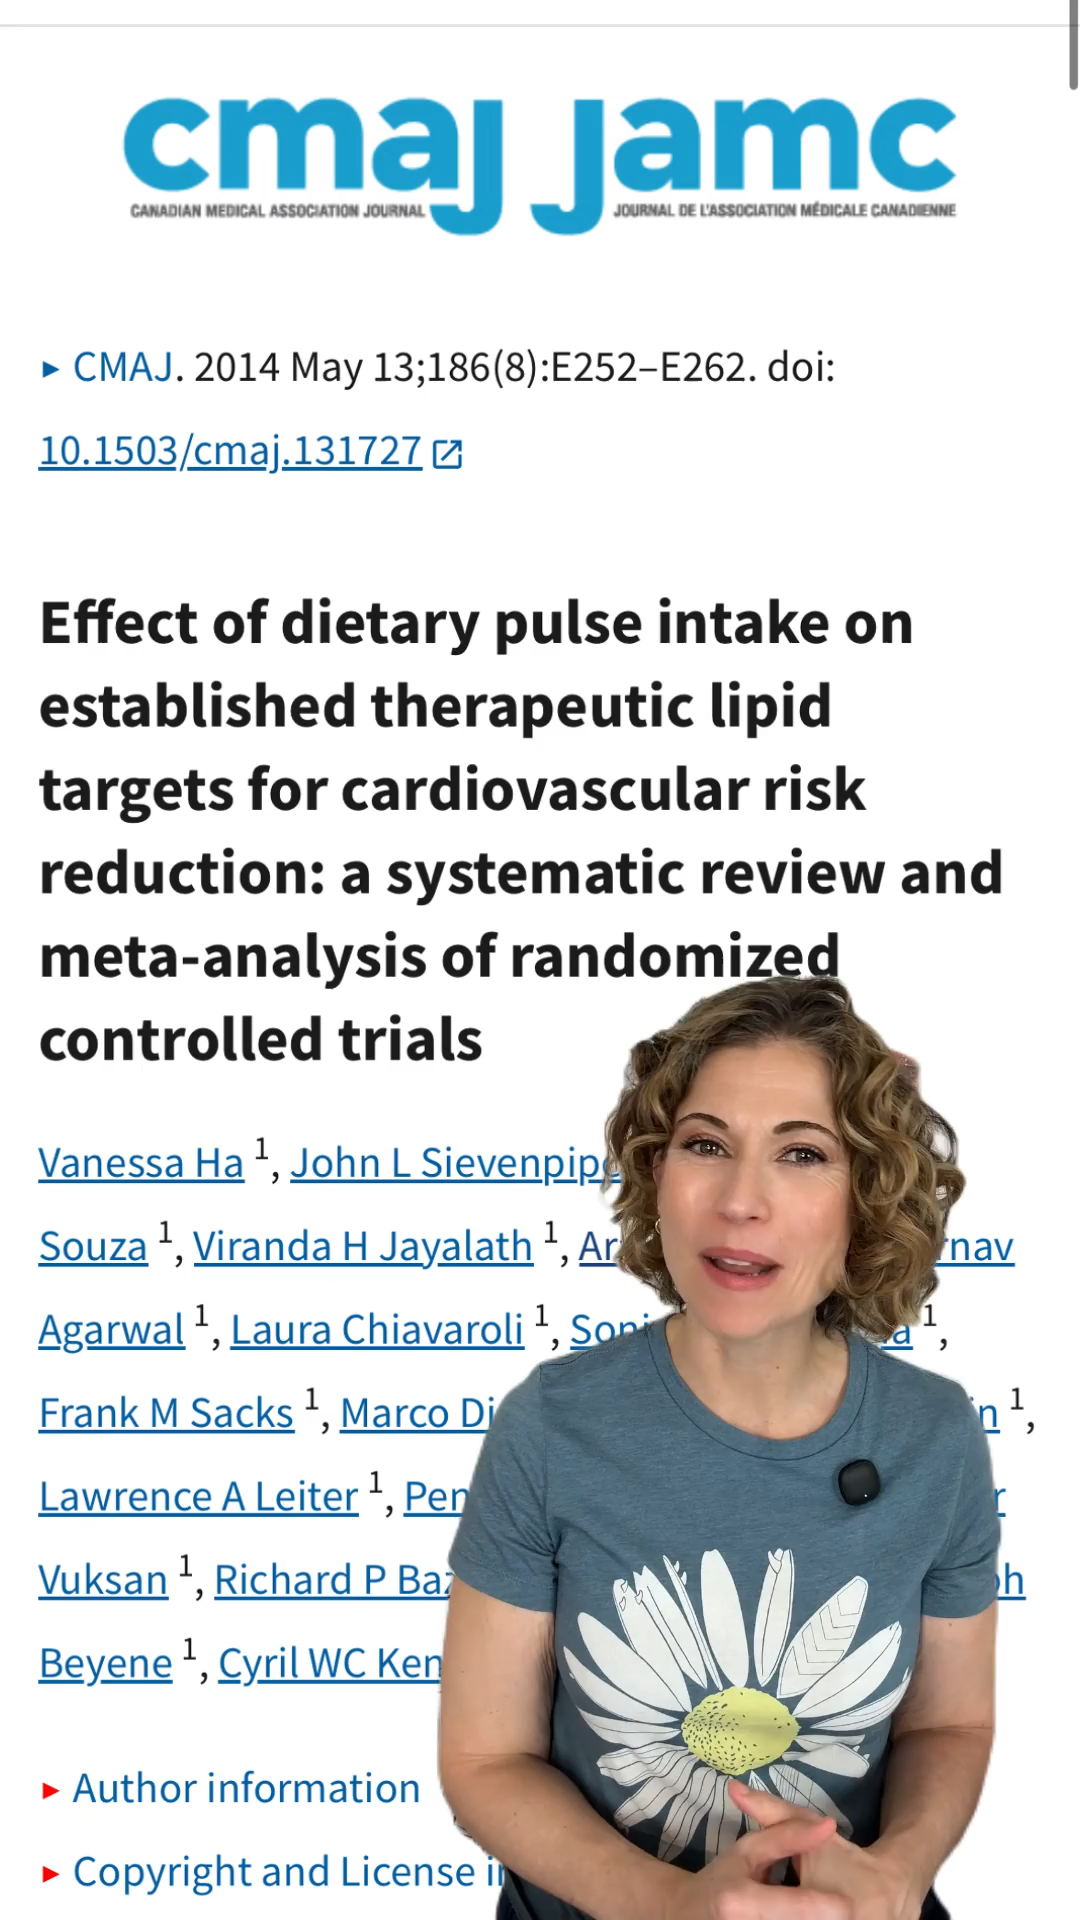 cmaj jamc
CANADIAN MEDICAL ASSOCIATION JOURNAL JOURNAL DE L'ASSOCIATION MÉDICALE CANADIENNE
▸ CMAJ. 2014 May 13;186(8):E252–E262. doi:
10.1503/cmaj.131727
Effect of dietary pulse intake on
established therapeutic lipid
targets for cardiovascular risk
reduction: a systematic review and
meta-analysis of randomized
controlled trials
Vanessa Ha 1, John L
Souza 1, Viranda H Jayalath 1,
Agarwal 1, Laura Chiavaroli 1, 1,
Frank M Sacks 1, Marco 1,
Lawrence A Leiter 1,
Vuksan 1, Richard P
Beyene 1, Cyril WC
▸ Author information
▸ Copyright and License